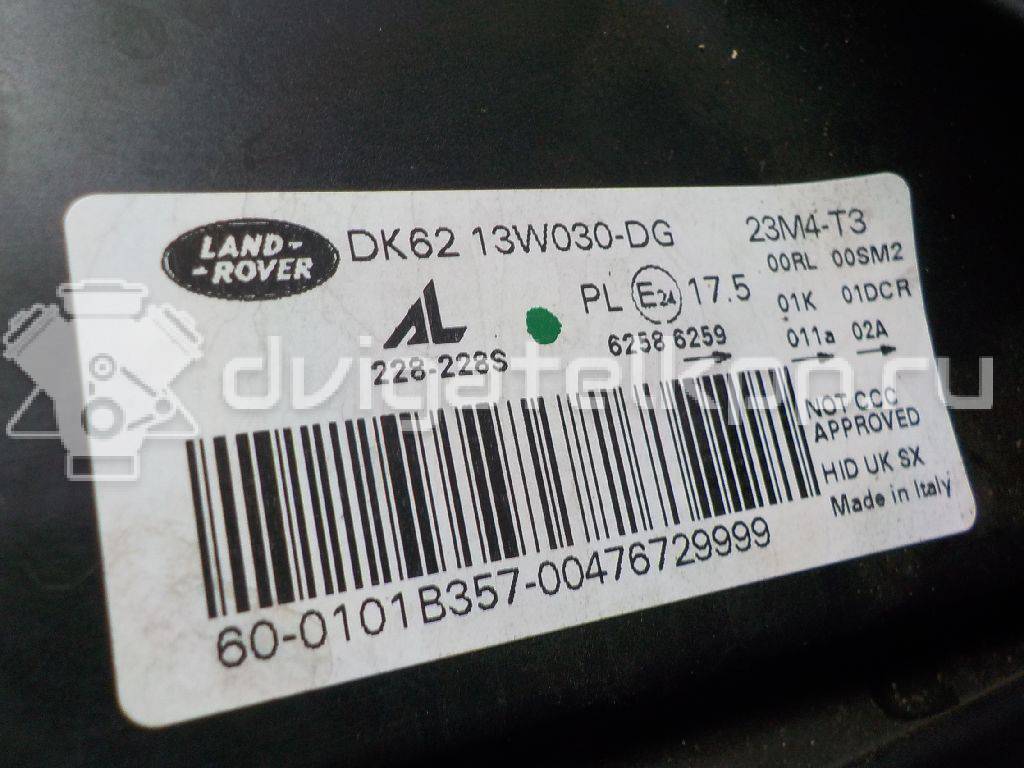 LAND-
-ROVER
DK62 13W030-DG
23M4-T3
00RL 00SM2
AL
PL E24 17.5
01K 01DCR
6258 6259
011a 02A
228-228S
NOT CCC
APPROVED
HID UK SX
Made in Italy
60-0101B357-00476729999
dvigatelkpp.ru